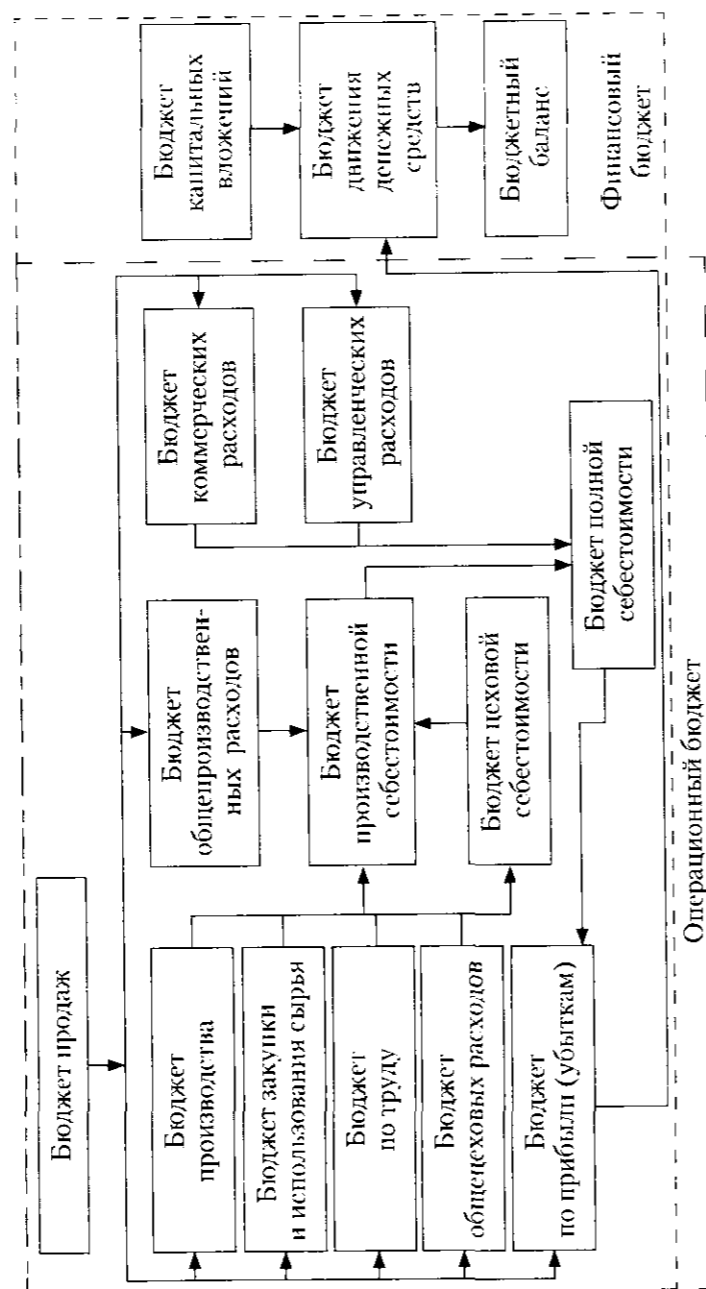 Бюджет продаж
Бюджет
производства
Бюджет закупки
и использования сырья
Бюджет
по труду
Бюджет
общецеховых расходов
Бюджет
по прибыли (убыткам)
Бюджет
общепроизводствен-
ных расходов
Бюджет
производственной
себестоимости
Бюджет цеховой
себестоимости
Бюджет
коммерческих
расходов
Бюджет
управленческих
расходов
Бюджет полной
себестоимости
Операционный бюджет
Бюджет
капитальных
вложений
Бюджет
движения
денежных
средств
Бюджетный
баланс
Финансовый
бюджет